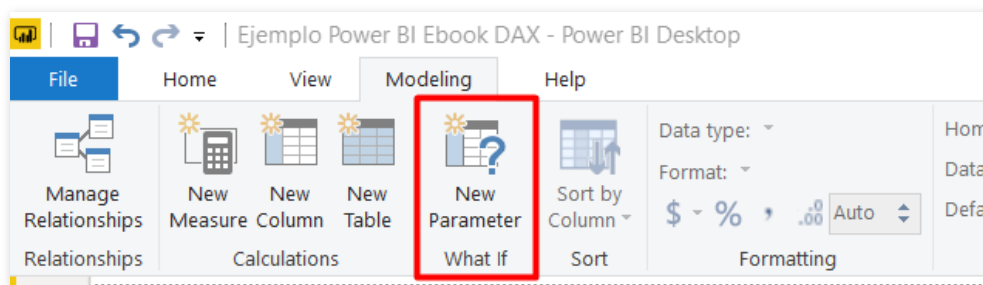 Ejemplo Power BI Ebook DAX - Power BI Desktop
File Home View Modeling Help
Manage Relationships
New Measure
New Column
New Table
New Parameter
Sort by Column
Data type:
Format:
$ % , .00 Auto
Hom
Data
Defa
Relationships Calculations What If Sort Formatting